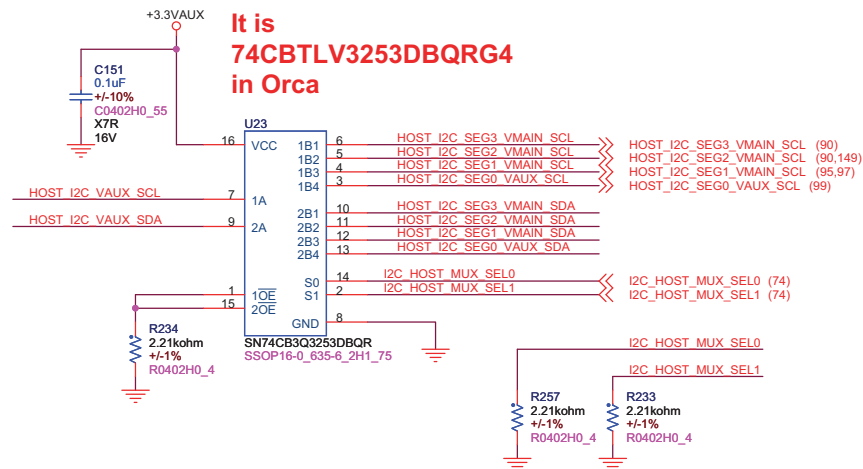 +3.3VAUX
It is
74CBTLV3253DBQRG4
in Orca
C151
0.1uF
+/-10%
C0402H0_55
X7R
16V
U23
16 VCC
1B1 6 HOST_I2C_SEG3_VMAIN_SCL HOST_I2C_SEG3_VMAIN_SCL (90)
1B2 5 HOST_I2C_SEG2_VMAIN_SCL HOST_I2C_SEG2_VMAIN_SCL (90,149)
1B3 4 HOST_I2C_SEG1_VMAIN_SCL HOST_I2C_SEG1_VMAIN_SCL (95,97)
1B4 3 HOST_I2C_SEG0_VAUX_SCL HOST_I2C_SEG0_VAUX_SCL (99)
HOST_I2C_VAUX_SCL 7 1A
HOST_I2C_VAUX_SDA 9 2A
2B1 10 HOST_I2C_SEG3_VMAIN_SDA
2B2 11 HOST_I2C_SEG2_VMAIN_SDA
2B3 12 HOST_I2C_SEG1_VMAIN_SDA
2B4 13 HOST_I2C_SEG0_VAUX_SDA
S0 14 I2C_HOST_MUX_SEL0 I2C_HOST_MUX_SEL0 (74)
S1 2 I2C_HOST_MUX_SEL1 I2C_HOST_MUX_SEL1 (74)
1 1OE
15 2OE
GND 8
SN74CB3Q3253DBQR
SSOP16-0_635-6_2H1_75
R234
2.21kohm
+/-1%
R0402H0_4
I2C_HOST_MUX_SEL0
I2C_HOST_MUX_SEL1
R257
2.21kohm
+/-1%
R0402H0_4
R233
2.21kohm
+/-1%
R0402H0_4